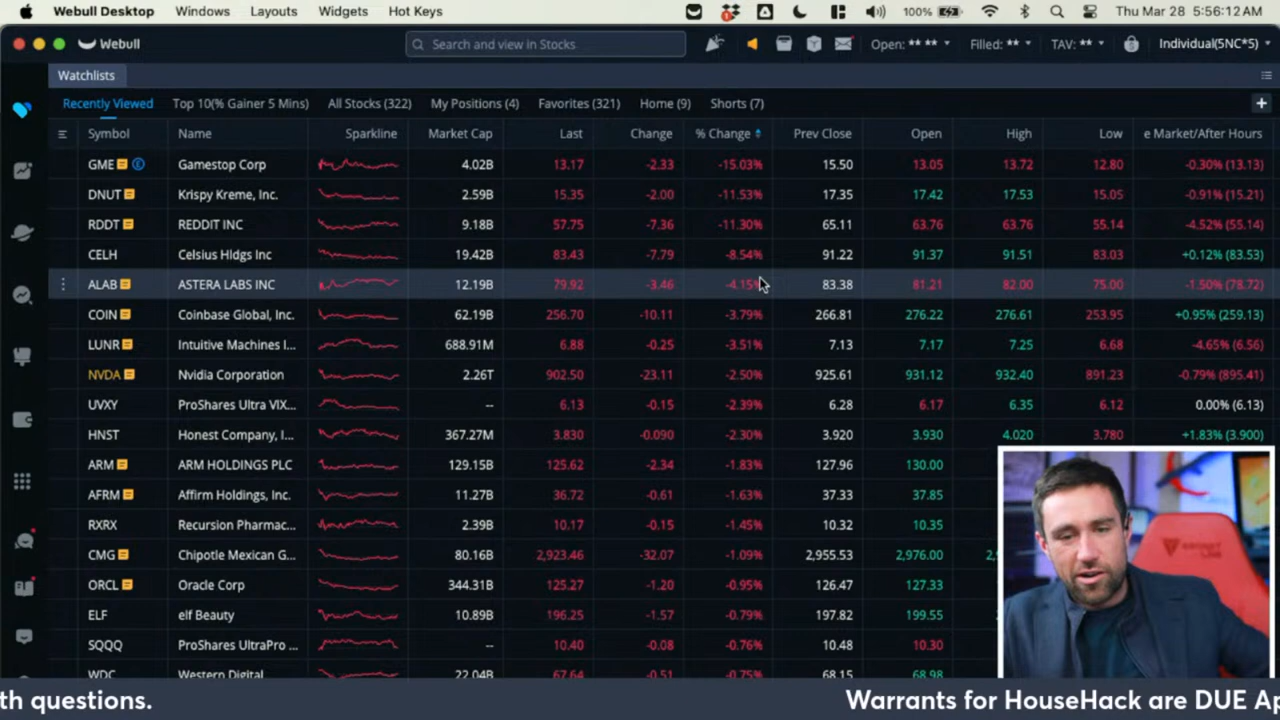 Webull Desktop Windows Layouts Widgets Hot Keys 100% Thu Mar 28 5:56:12 AM
Webull Search and view in Stocks Open: ** ** Filled: ** TAV: ** Individual(5NC*5)
Watchlists
Recently Viewed Top 10(% Gainer 5 Mins) All Stocks (322) My Positions (4) Favorites (321) Home (9) Shorts (7)
Symbol Name Sparkline Market Cap Last Change % Change Prev Close Open High Low e Market/After Hours
GME Gamestop Corp 4.02B 13.17 -2.33 -15.03% 15.50 13.05 13.72 12.80 -0.30% (13.13)
DNUT Krispy Kreme, Inc. 2.59B 15.35 -2.00 -11.53% 17.35 17.42 17.53 15.05 -0.91% (15.21)
RDDT REDDIT INC 9.18B 57.75 -7.36 -11.30% 65.11 63.76 63.76 55.14 -4.52% (55.14)
CELH Celsius Hldgs Inc 19.42B 83.43 -7.79 -8.54% 91.22 91.37 91.51 83.03 +0.12% (83.53)
ALAB ASTERA LABS INC 12.19B 79.92 -3.46 -4.15% 83.38 81.21 82.00 75.00 -1.50% (78.72)
COIN Coinbase Global, Inc. 62.19B 256.70 -10.11 -3.79% 266.81 276.22 276.61 253.95 +0.95% (259.13)
LUNR Intuitive Machines I... 688.91M 6.88 -0.25 -3.51% 7.13 7.17 7.25 6.68 -4.65% (6.56)
NVDA Nvidia Corporation 2.26T 902.50 -23.11 -2.50% 925.61 931.12 932.40 891.23 -0.79% (895.41)
UVXY ProShares Ultra VIX... -- 6.13 -0.15 -2.39% 6.28 6.17 6.35 6.12 0.00% (6.13)
HNST Honest Company, I... 367.27M 3.830 -0.090 -2.30% 3.920 3.930 4.020 3.780 +1.83% (3.900)
ARM ARM HOLDINGS PLC 129.15B 125.62 -2.34 -1.83% 127.96 130.00
AFRM Affirm Holdings, Inc. 11.27B 36.72 -0.61 -1.63% 37.33 37.85
RXRX Recursion Pharmac... 2.39B 10.17 -0.15 -1.45% 10.32 10.35
CMG Chipotle Mexican G... 80.16B 2,923.46 -32.07 -1.09% 2,955.53 2,976.00
ORCL Oracle Corp 344.31B 125.27 -1.20 -0.95% 126.47 127.33
ELF elf Beauty 10.89B 196.25 -1.57 -0.79% 197.82 199.55
SQQQ ProShares UltraPro ... -- 10.40 -0.08 -0.76% 10.48 10.30
WDC Western Digital 22.04B 67.64 -0.51 -0.75% 68.15 68.98
th questions. Warrants for HouseHack are DUE Ap